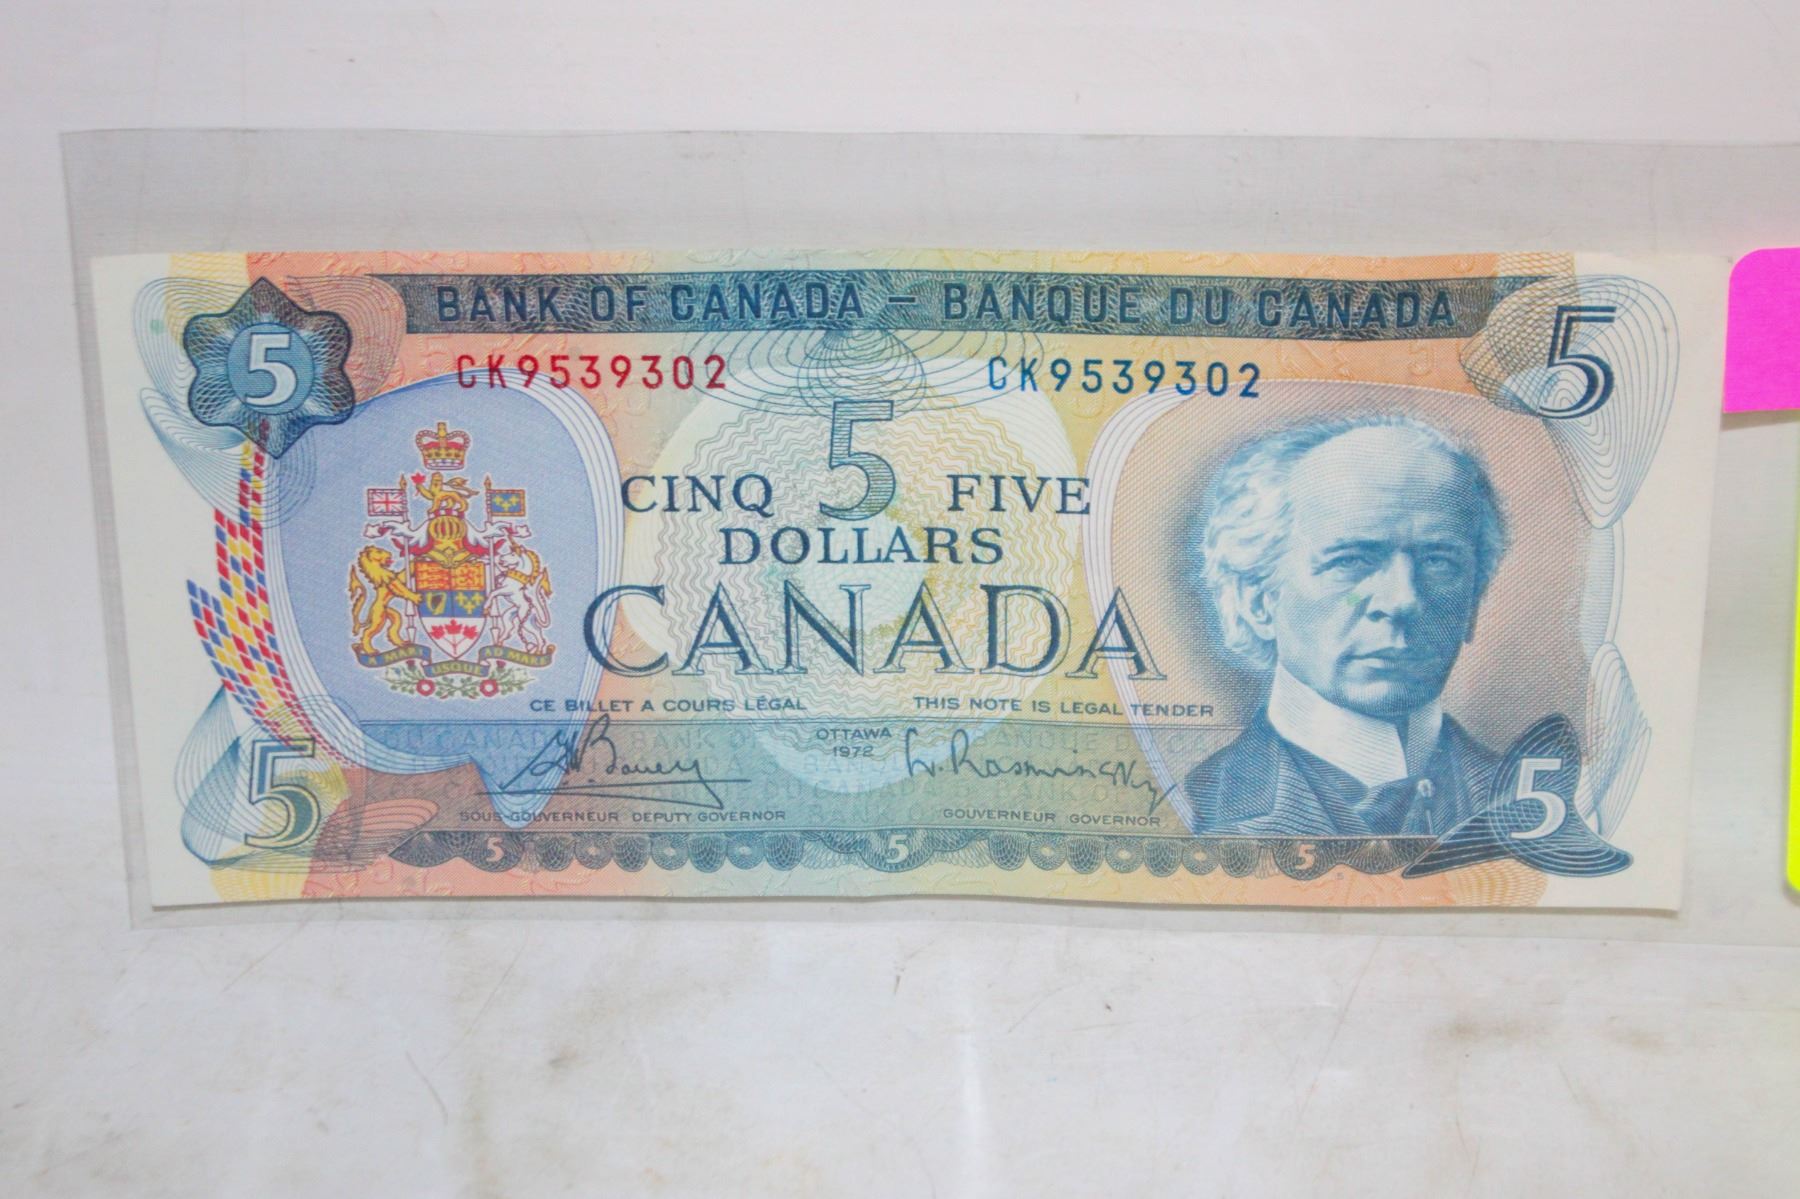 BANK OF CANADA – BANQUE DU CANADA
5
5
CK9539302 CK9539302
5
CINQ FIVE
DOLLARS
CANADA
A MARI USQUE AD MARE
CE BILLET A COURS LÉGAL THIS NOTE IS LEGAL TENDER
OTTAWA
1972
G.K. Bouey L. Rasminsky
SOUS-GOUVERNEUR DEPUTY GOVERNOR GOUVERNEUR GOVERNOR
5
5
5 5 5